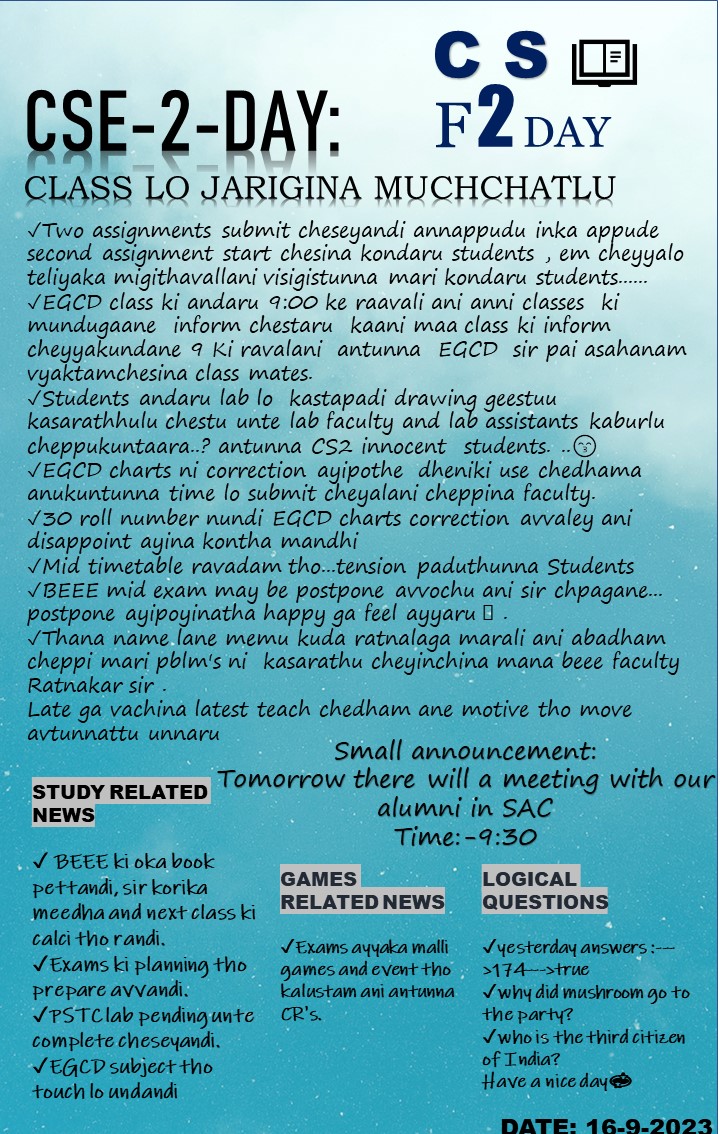 C S
F2 DAY
CSE-2-DAY:
CLASS LO JARIGINA MUCHCHATLU
✓Two assignments submit cheseyandi annappudu inka appude
second assignment start chesina kondaru students , em cheyyalo
teliyaka migithavallani visigistunna mari kondaru students......
✓EGCD class ki andaru 9:00 ke raavali ani anni classes ki
mundugaane inform chestaru kaani maa class ki inform
cheyyakundane 9 Ki ravalani antunna EGCD sir pai asahanam
vyaktamchesina class mates.
✓Students andaru lab lo kastapadi drawing geestuu
kasarathhulu chestu unte lab faculty and lab assistants kaburlu
cheppukuntaara..? antunna CS2 innocent students. ..😙
✓EGCD charts ni correction ayipothe dheniki use chedhama
anukuntunna time lo submit cheyalani cheppina faculty.
✓30 roll number nundi EGCD charts correction avvaley ani
disappoint ayina kontha mandhi
✓Mid timetable ravadam tho...tension paduthunna Students
✓BEEE mid exam may be postpone avvochu ani sir chpagane...
postpone ayipoyinatha happy ga feel ayyaru .
✓Thana name lane memu kuda ratnalaga marali ani abadham
cheppi mari pblm's ni kasarathu cheyinchina mana beee faculty
Ratnakar sir .
Late ga vachina latest teach chedham ane motive tho move
avtunnattu unnaru
Small announcement:
Tomorrow there will a meeting with our
alumni in SAC
Time:-9:30
STUDY RELATED
NEWS
✓ BEEE ki oka book
pettandi, sir korika
meedha and next class ki
calci tho randi.
✓Exams ki planning tho
prepare avvandi.
✓PSTC lab pending unte
complete cheseyandi.
✓EGCD subject tho
touch lo undandi
GAMES
RELATED NEWS
✓Exams ayyaka malli
games and event tho
kalustam ani antunna
CR's.
LOGICAL
QUESTIONS
✓yesterday answers :---
>174--->true
✓why did mushroom go to
the party?
✓who is the third citizen
of India?
Have a nice day
DATE: 16-9-2023